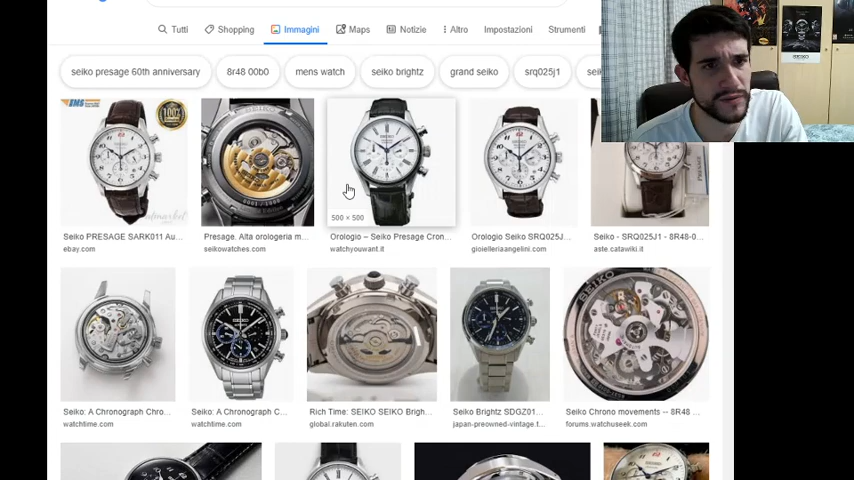 Tutti
Shopping
Immagini
Maps
Notizie
Altro
Impostazioni
Strumenti
seiko presage 60th anniversary
8r48 00b0
mens watch
seiko brightz
grand seiko
srq025j1
500 × 500
Seiko PRESAGE SARK011 Au...
Presage. Alta orologeria m...
Orologio – Seiko Presage Cron...
Orologio Seiko SRQ025J...
Seiko - SRQ025J1 - 8R48-0...
ebay.com
seikowatches.com
watchyouwant.it
gioielleriaangelini.com
aste.catawiki.it
Seiko: A Chronograph Chro...
Seiko: A Chronograph C...
Rich Time: SEIKO SEIKO Brigh...
Seiko Brightz SDGZ01...
Seiko Chrono movements -- 8R48 ...
watchtime.com
watchtime.com
global.rakuten.com
japan-preowned-vintage.t...
forums.watchuseek.com